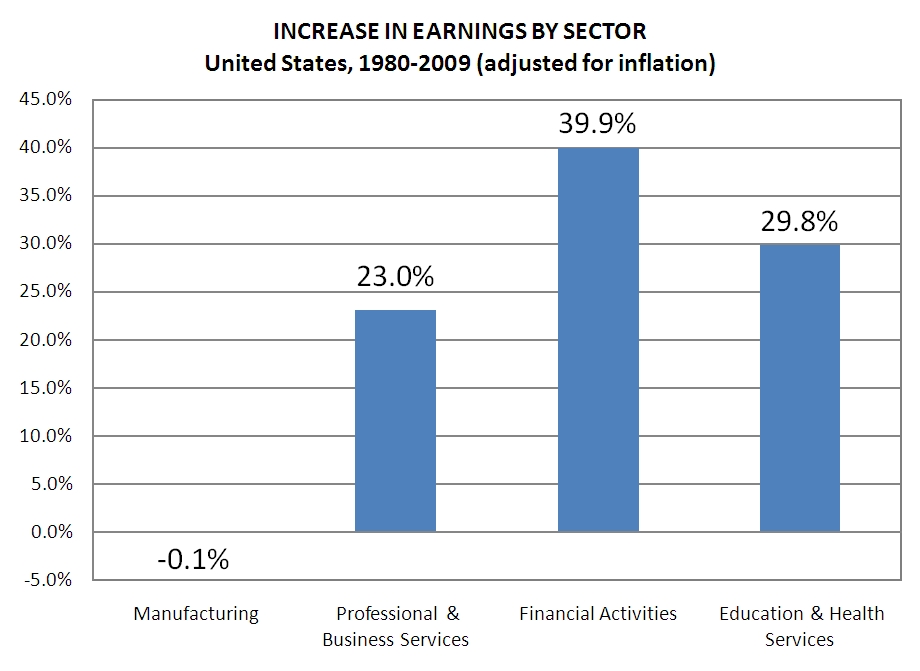 INCREASE IN EARNINGS BY SECTOR
United States, 1980-2009 (adjusted for inflation)
45.0%
40.0%
35.0%
30.0%
25.0%
20.0%
15.0%
10.0%
5.0%
0.0%
-5.0%
-0.1%
23.0%
39.9%
29.8%
Manufacturing
Professional &
Business Services
Financial Activities
Education & Health
Services